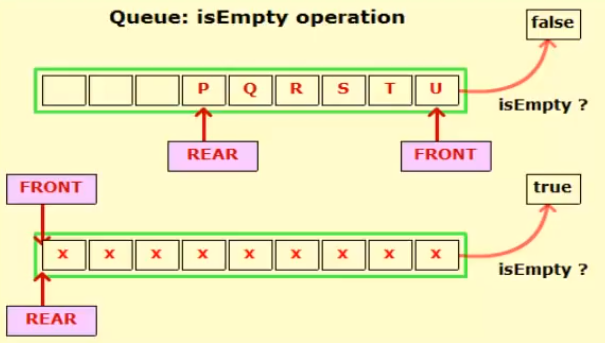 Queue: isEmpty operation
false
P Q R S T U
isEmpty ?
REAR
FRONT
FRONT
true
x x x x x x x x x
isEmpty ?
REAR